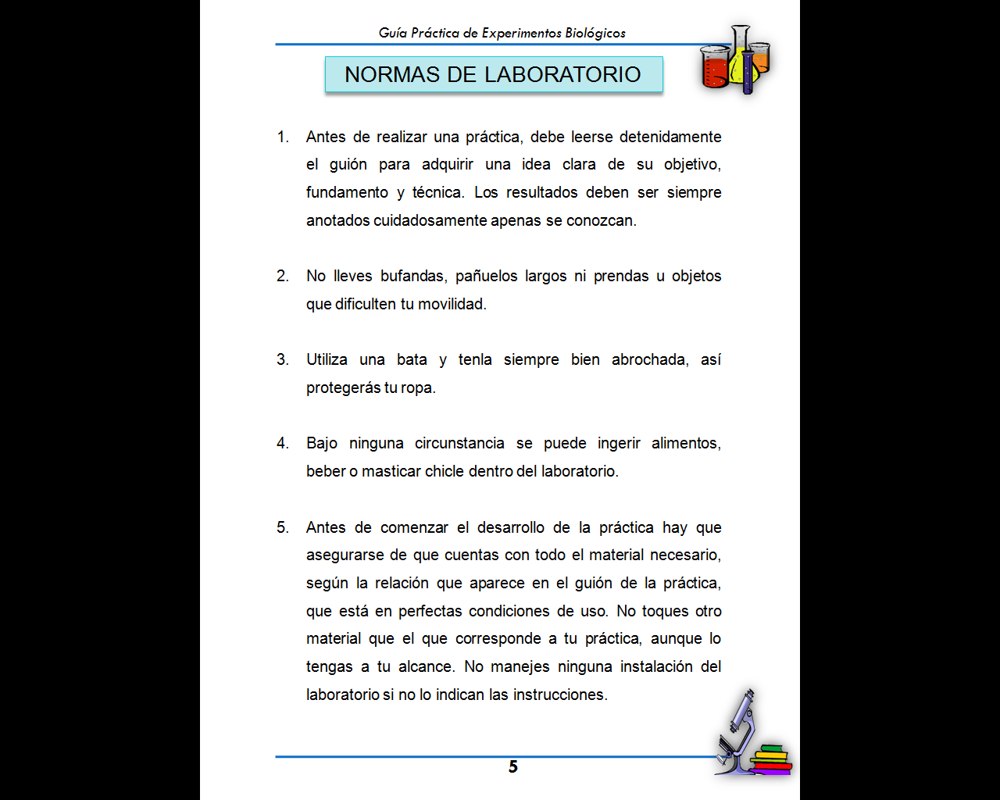 Guía Práctica de Experimentos Biológicos
NORMAS DE LABORATORIO
1. Antes de realizar una práctica, debe leerse detenidamente
el guión para adquirir una idea clara de su objetivo,
fundamento y técnica. Los resultados deben ser siempre
anotados cuidadosamente apenas se conozcan.
2. No lleves bufandas, pañuelos largos ni prendas u objetos
que dificulten tu movilidad.
3. Utiliza una bata y tenla siempre bien abrochada, así
protegerás tu ropa.
4. Bajo ninguna circunstancia se puede ingerir alimentos,
beber o masticar chicle dentro del laboratorio.
5. Antes de comenzar el desarrollo de la práctica hay que
asegurarse de que cuentas con todo el material necesario,
según la relación que aparece en el guión de la práctica,
que está en perfectas condiciones de uso. No toques otro
material que el que corresponde a tu práctica, aunque lo
tengas a tu alcance. No manejes ninguna instalación del
laboratorio si no lo indican las instrucciones.
5